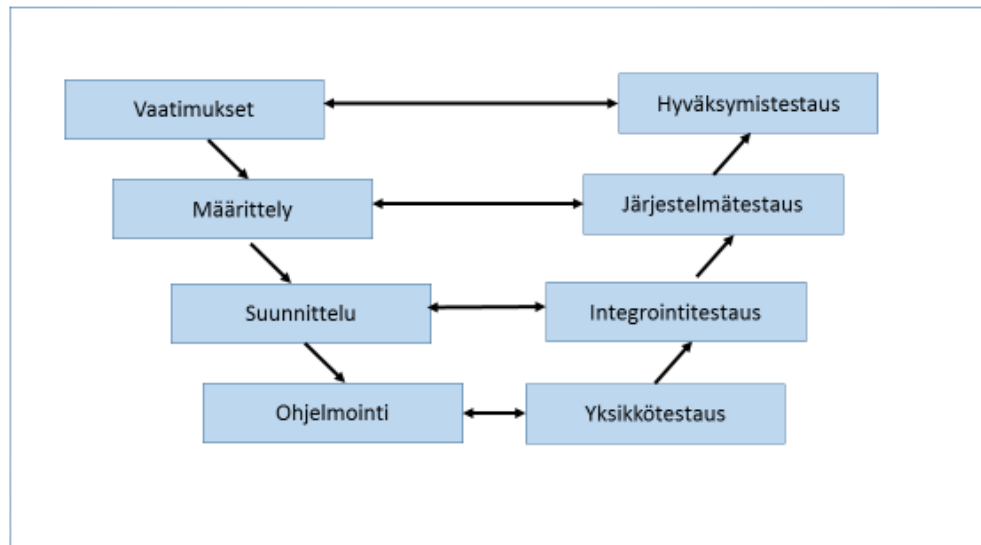 Vaatimukset
Hyväksymistestaus
Määrittely
Järjestelmätestaus
Suunnittelu
Integrointitestaus
Ohjelmointi
Yksikkötestaus